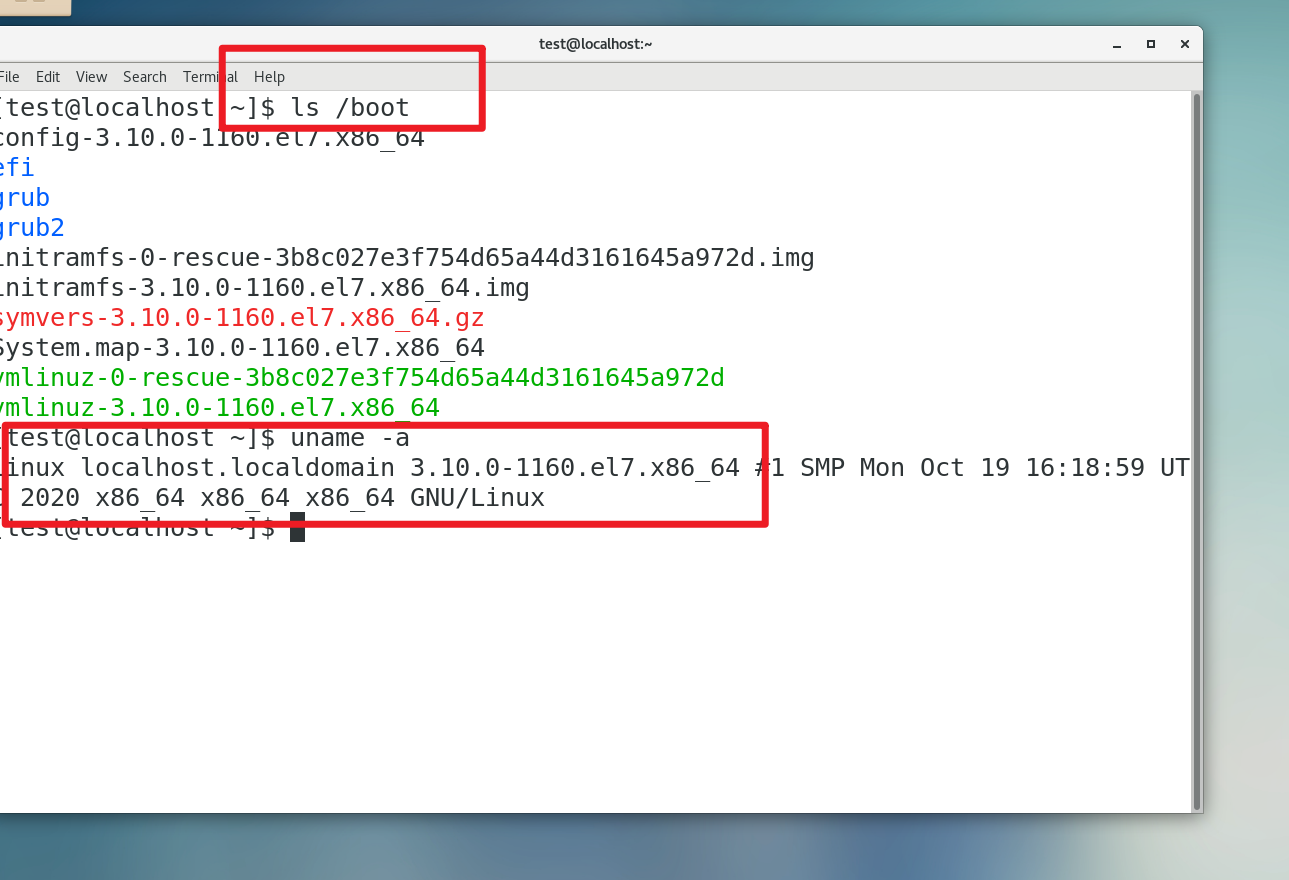 test@localhost:~
File Edit View Search Terminal Help
[test@localhost ~]$ ls /boot
config-3.10.0-1160.el7.x86_64
efi
grub
grub2
initramfs-0-rescue-3b8c027e3f754d65a44d3161645a972d.img
initramfs-3.10.0-1160.el7.x86_64.img
symvers-3.10.0-1160.el7.x86_64.gz
System.map-3.10.0-1160.el7.x86_64
vmlinuz-0-rescue-3b8c027e3f754d65a44d3161645a972d
vmlinuz-3.10.0-1160.el7.x86_64
[test@localhost ~]$ uname -a
Linux localhost.localdomain 3.10.0-1160.el7.x86_64 #1 SMP Mon Oct 19 16:18:59 UT
C 2020 x86_64 x86_64 x86_64 GNU/Linux
[test@localhost ~]$